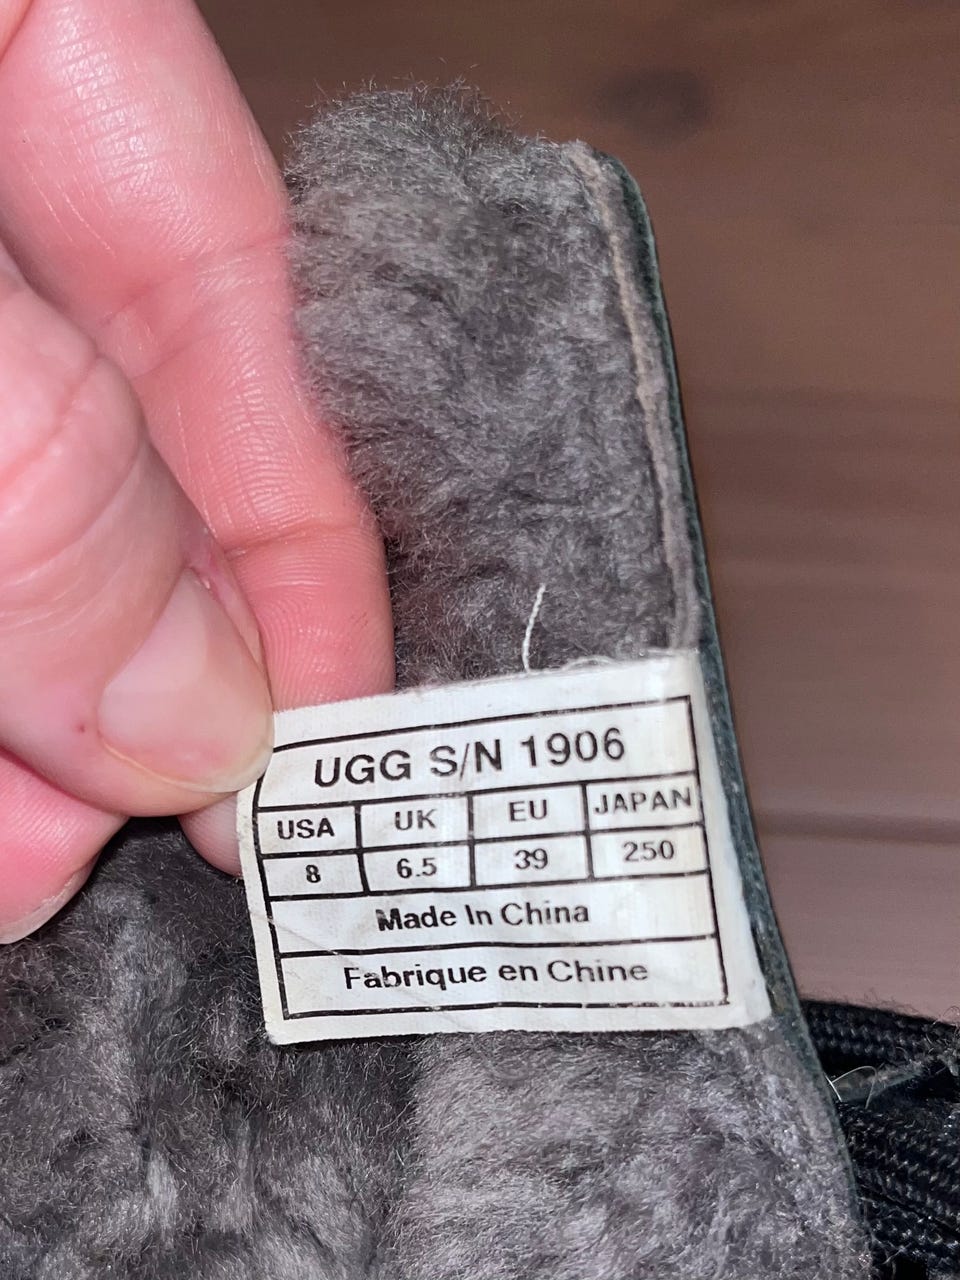 UGG S/N 1906
USA UK EU JAPAN
8 6.5 39 250
Made In China
Fabrique en Chine